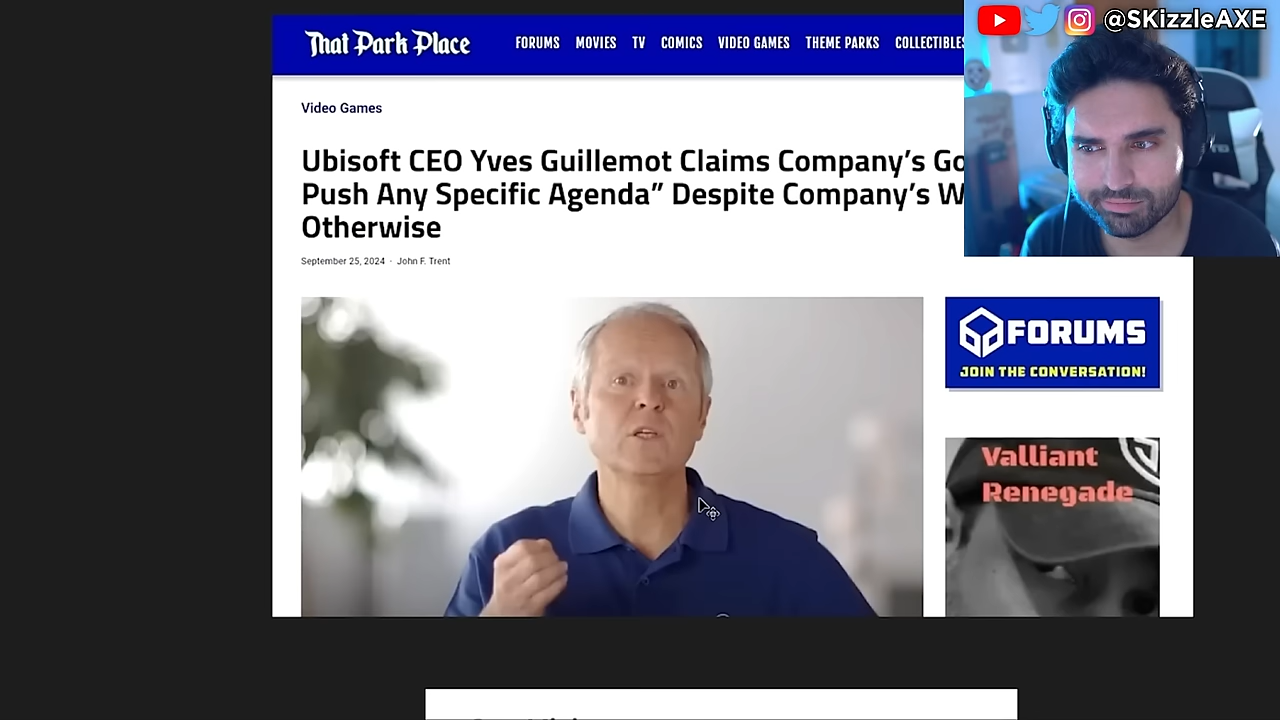 @SKizzleAXE
That Park Place
FORUMS MOVIES TV COMICS VIDEO GAMES THEME PARKS COLLECTIBLES
Video Games
Ubisoft CEO Yves Guillemot Claims Company's Go
Push Any Specific Agenda” Despite Company's W
Otherwise
September 25, 2024 · John F. Trent
FORUMS
JOIN THE CONVERSATION!
Valliant
Renegade